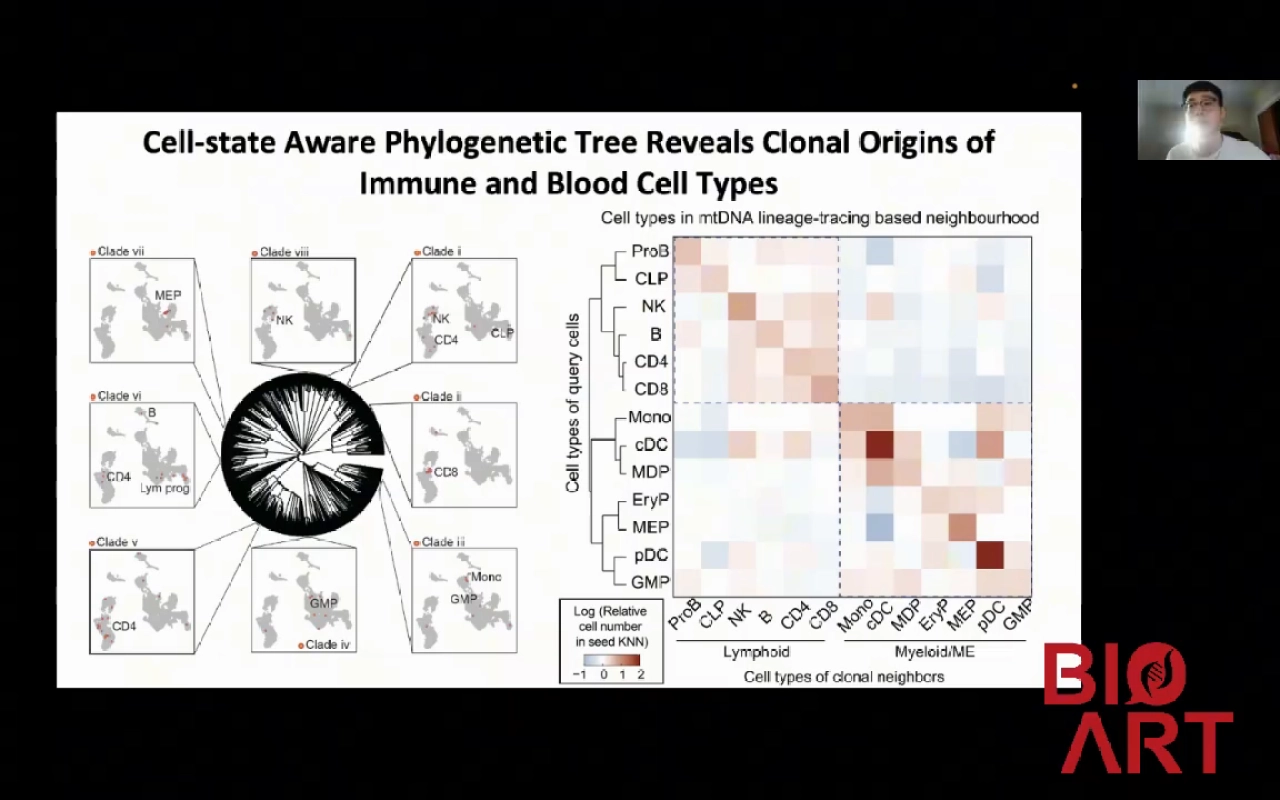 Cell-state Aware Phylogenetic Tree Reveals Clonal Origins of
Immune and Blood Cell Types
Clade vii
MEP
Clade viii
NK
Clade i
NK
CD4
CLP
Clade vi
B
CD4
Lym prog
Clade ii
CD8
Clade v
CD4
GMP
Clade iv
Clade iii
Mono
GMP
Cell types in mtDNA lineage-tracing based neighbourhood
Cell types of query cells
ProB
CLP
NK
B
CD4
CD8
Mono
cDC
MDP
EryP
MEP
pDC
GMP
ProB CLP NK B CD4 CD8 Mono cDC MDP EryP MEP pDC GMP
Lymphoid Myeloid/ME
Cell types of clonal neighbors
Log (Relative
cell number
in seed KNN)
−1 0 1 2
BIO
ART